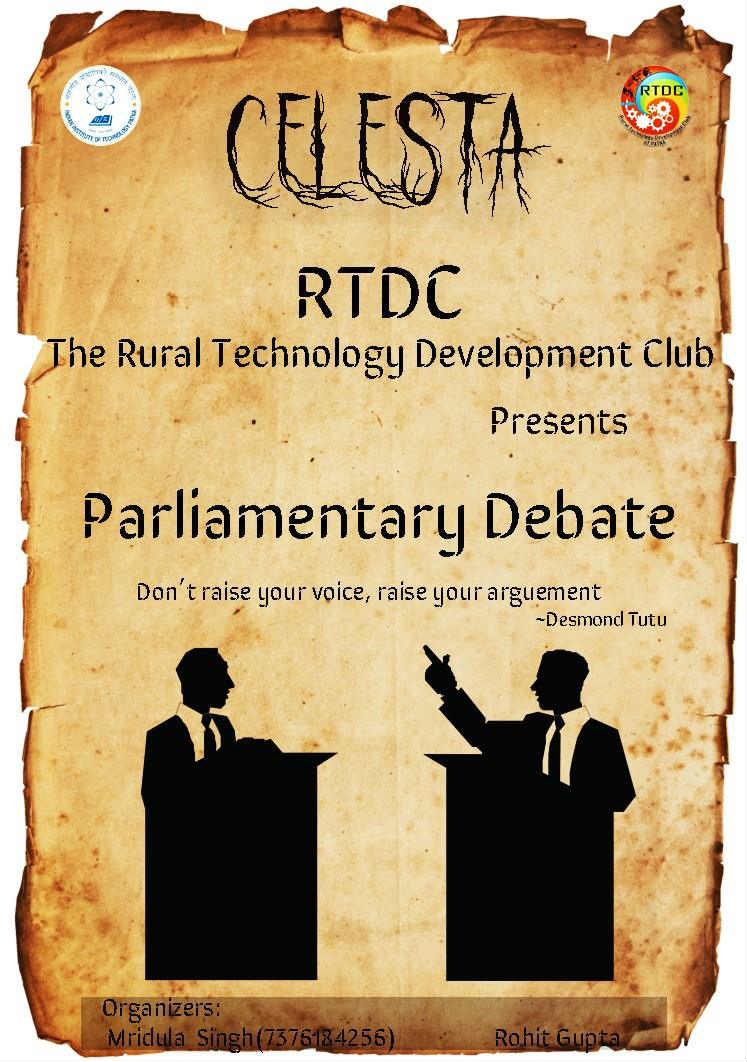 CELESTA
RTDC
RTDC
The Rural Technology Development Club
Presents
Parliamentary Debate
Don't raise your voice, raise your arguement
~Desmond Tutu
Organizers:
Mridula Singh(7376184256) Rohit Gupta